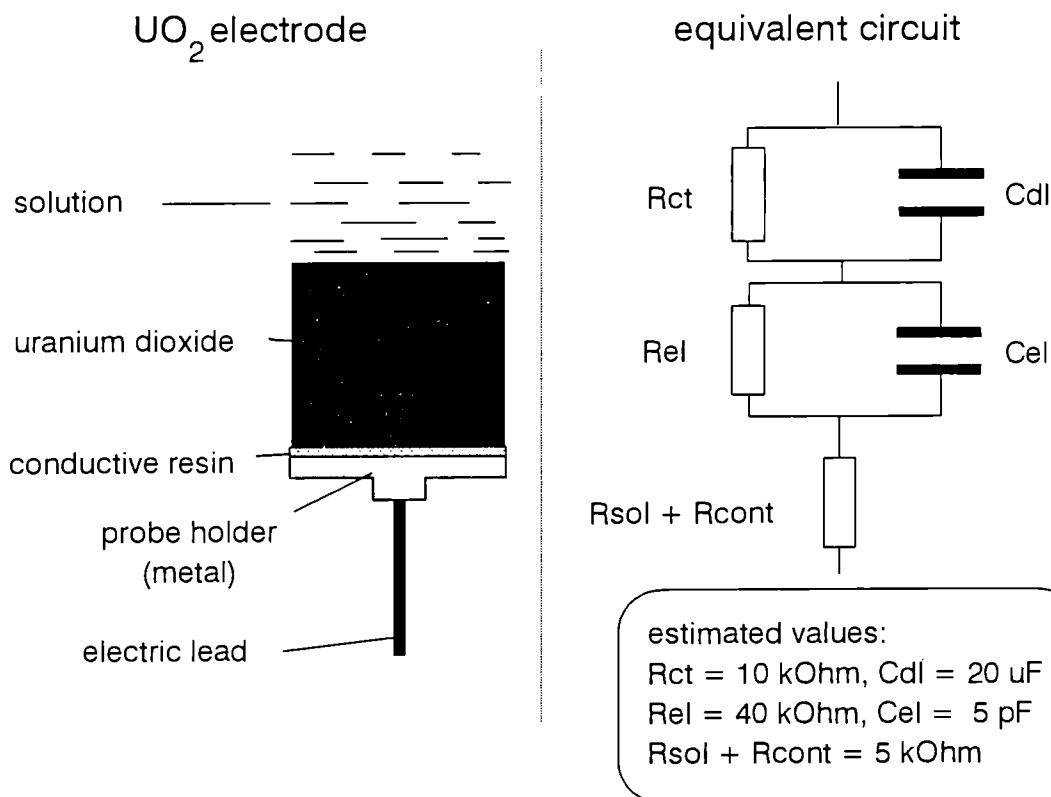 UO2 electrode
solution
uranium dioxide
conductive resin
probe holder
(metal)
electric lead
equivalent circuit
Rct
Cdl
Rel
Cel
Rsol + Rcont
estimated values:
Rct = 10 kOhm, Cdl = 20 uF
Rel = 40 kOhm, Cel = 5 pF
Rsol + Rcont = 5 kOhm